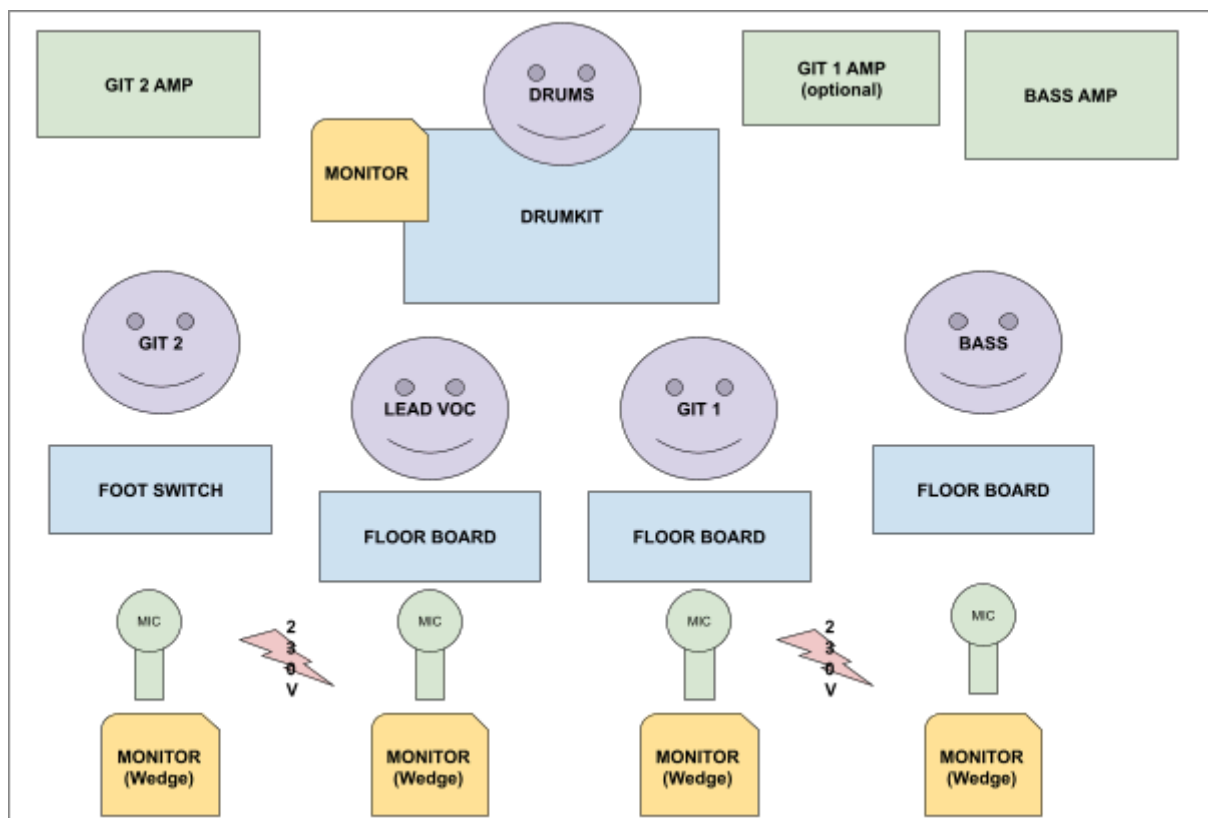 GIT 2 AMP
DRUMS
GIT 1 AMP
(optional)
BASS AMP
MONITOR
DRUMKIT
GIT 2
BASS
LEAD VOC
GIT 1
FOOT SWITCH
FLOOR BOARD
FLOOR BOARD
FLOOR BOARD
MIC
MIC
MIC
MIC
2
3
0
V
2
3
0
V
MONITOR
(Wedge)
MONITOR
(Wedge)
MONITOR
(Wedge)
MONITOR
(Wedge)